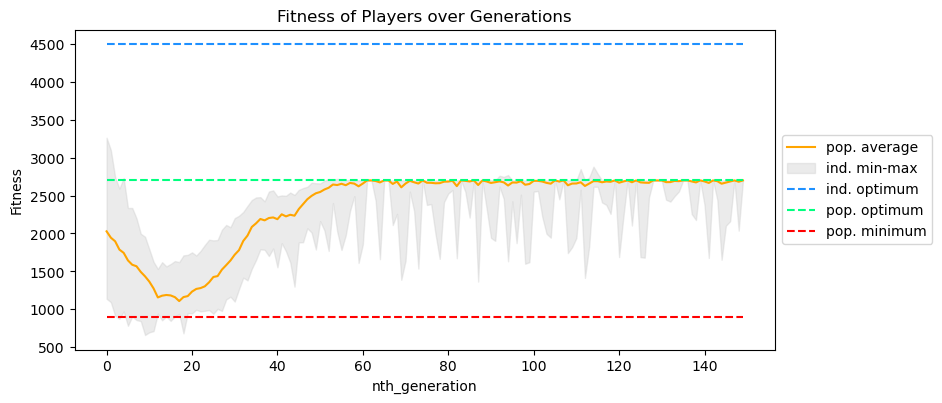 Fitness of Players over Generations
Fitness
4500
4000
3500
3000
2500
2000
1500
1000
500
0
20
40
60
80
100
120
140
nth_generation
pop. average
ind. min-max
ind. optimum
pop. optimum
pop. minimum